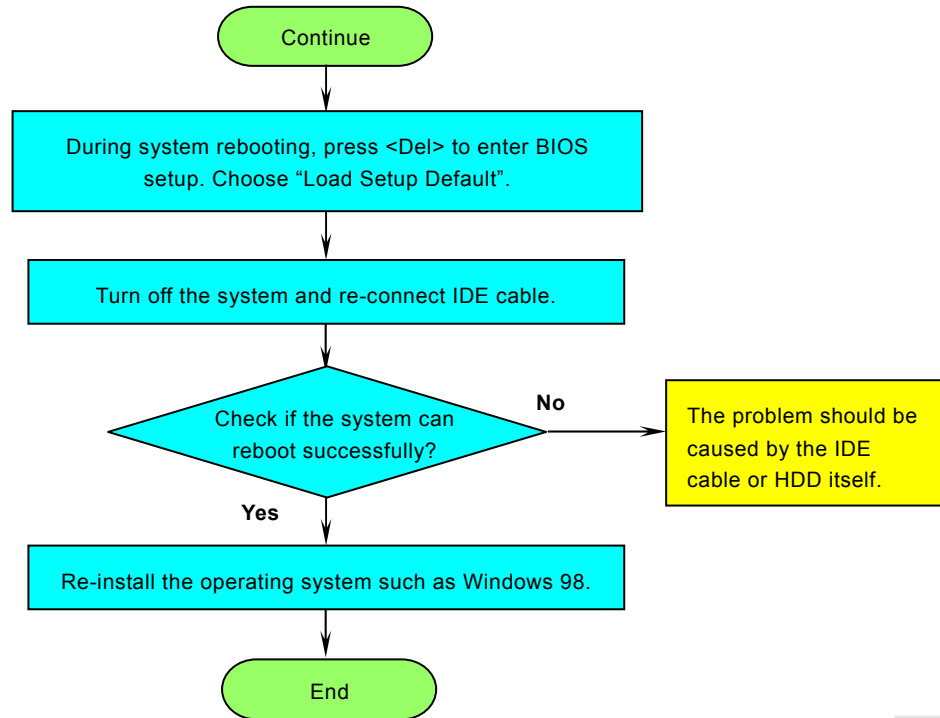 Continue
During system rebooting, press <Del> to enter BIOS
setup. Choose “Load Setup Default”.
Turn off the system and re-connect IDE cable.
Check if the system can
reboot successfully?
No
The problem should be
caused by the IDE
cable or HDD itself.
Yes
Re-install the operating system such as Windows 98.
End